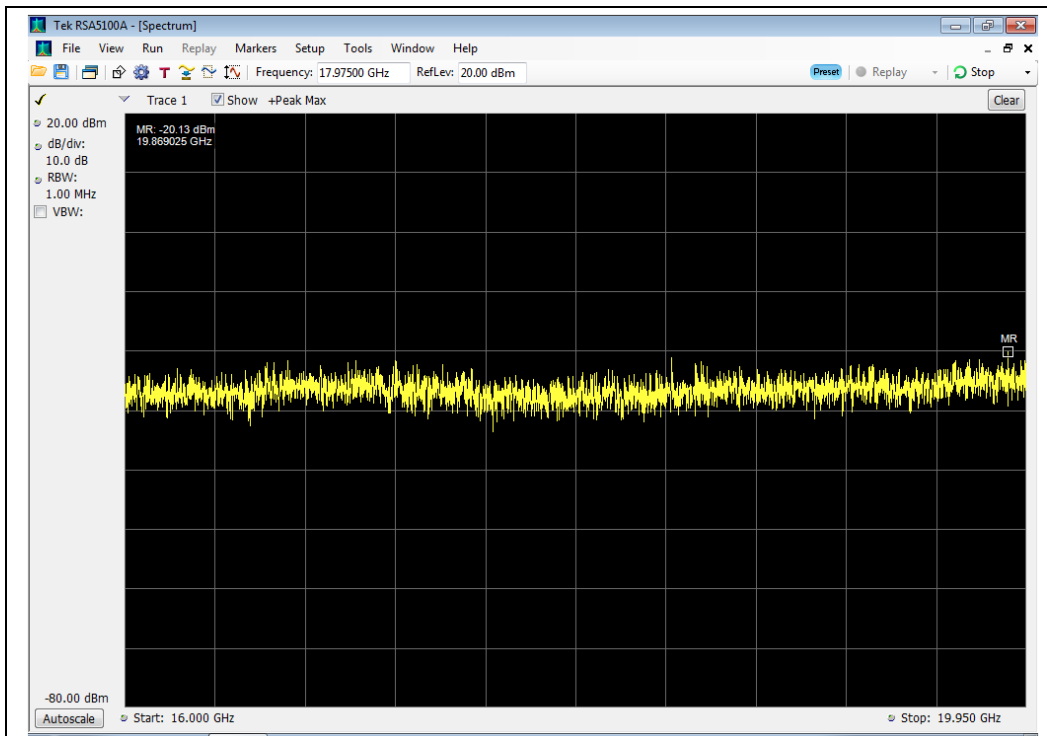 Tek RSA5100A - [Spectrum]
File View Run Replay Markers Setup Tools Window Help
Frequency: 17.97500 GHz RefLev: 20.00 dBm Preset Replay Stop
Trace 1 Show +Peak Max Clear
20.00 dBm
dB/div:
10.0 dB
RBW:
1.00 MHz
VBW:
MR: -20.13 dBm
19.869025 GHz
MR
-80.00 dBm
Autoscale Start: 16.000 GHz Stop: 19.950 GHz